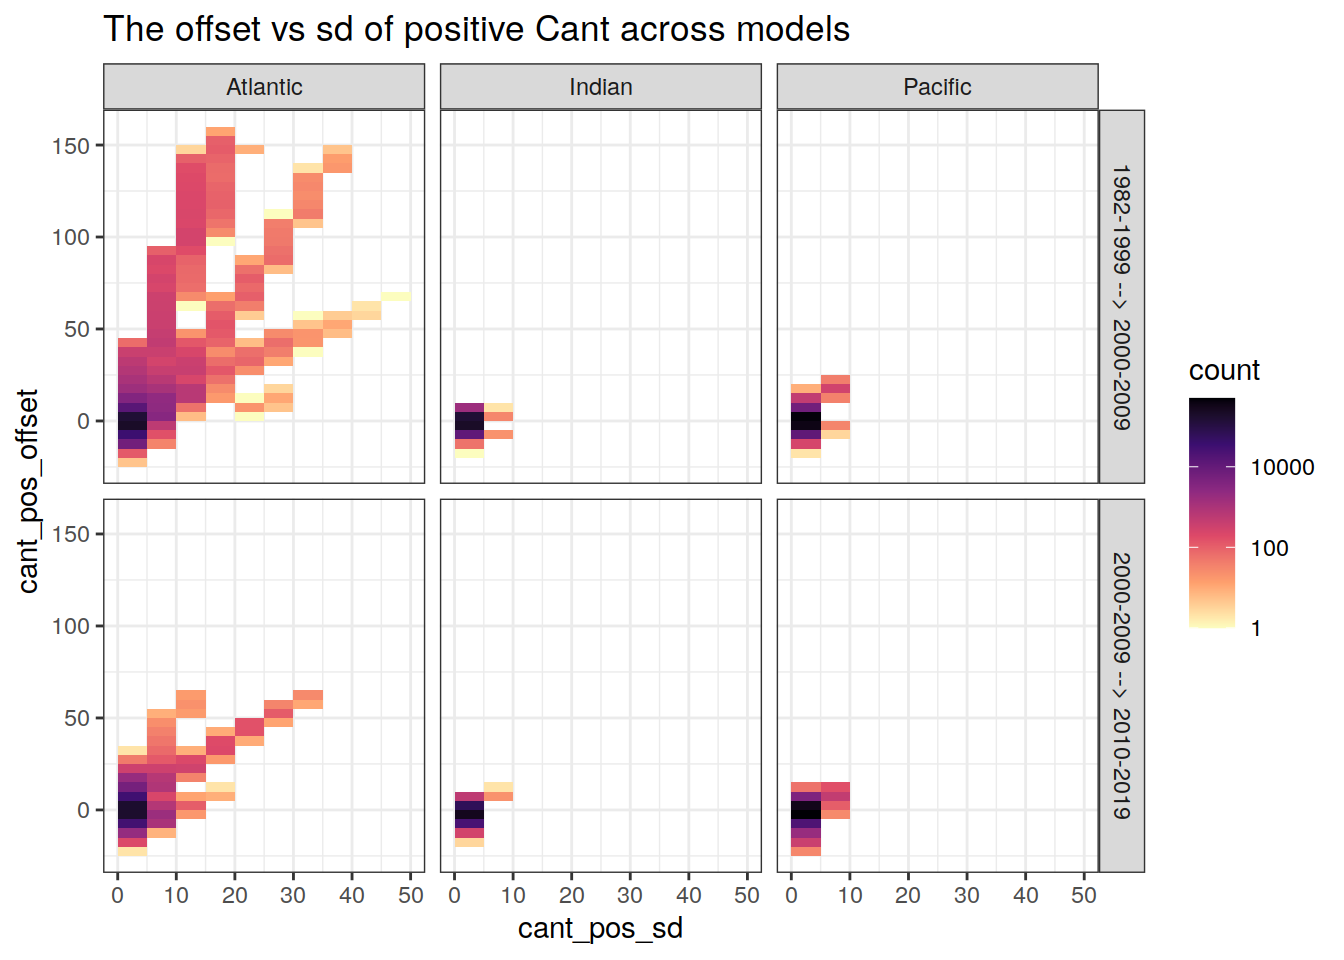 The offset vs sd of positive Cant across models
Atlantic
Indian
Pacific
150
100
50
0
1982-1999 --> 2000-2009
150
100
50
0
2000-2009 --> 2010-2019
0 10 20 30 40 50
0 10 20 30 40 50
0 10 20 30 40 50
cant_pos_sd
cant_pos_offset
count
10000
100
1